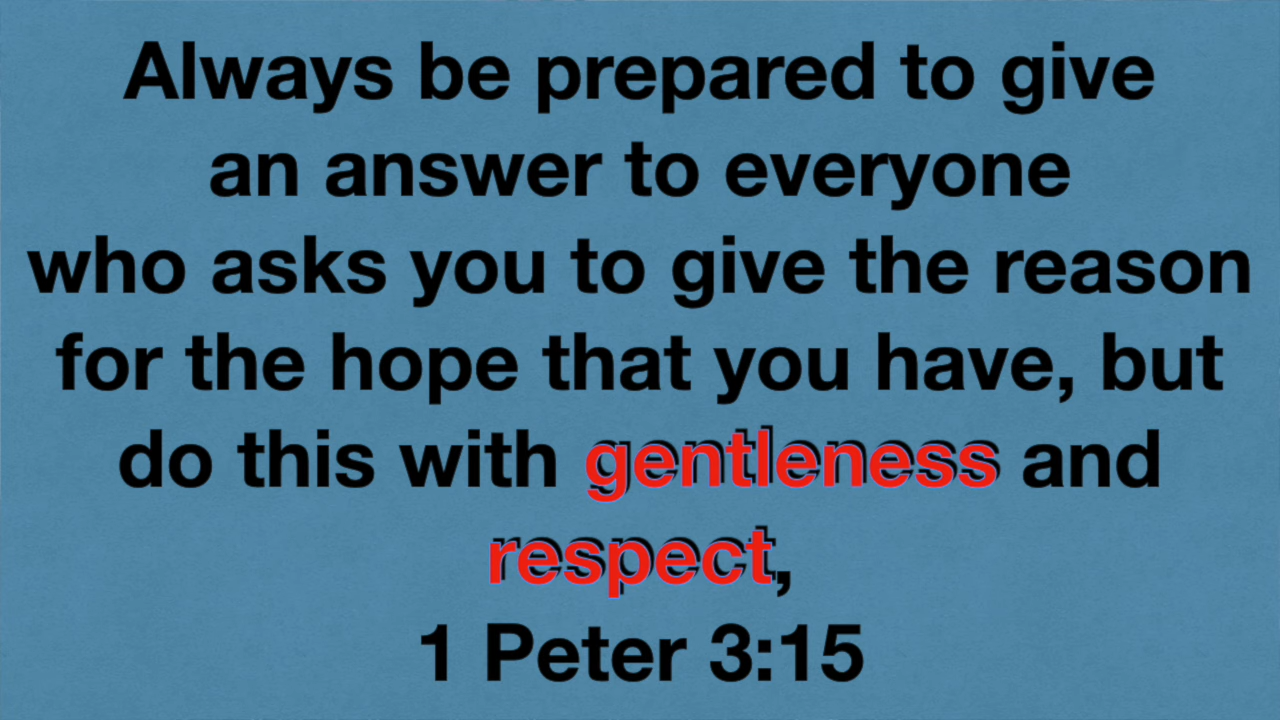 Always be prepared to give
an answer to everyone
who asks you to give the reason
for the hope that you have, but
do this with gentleness and
respect,
1 Peter 3:15